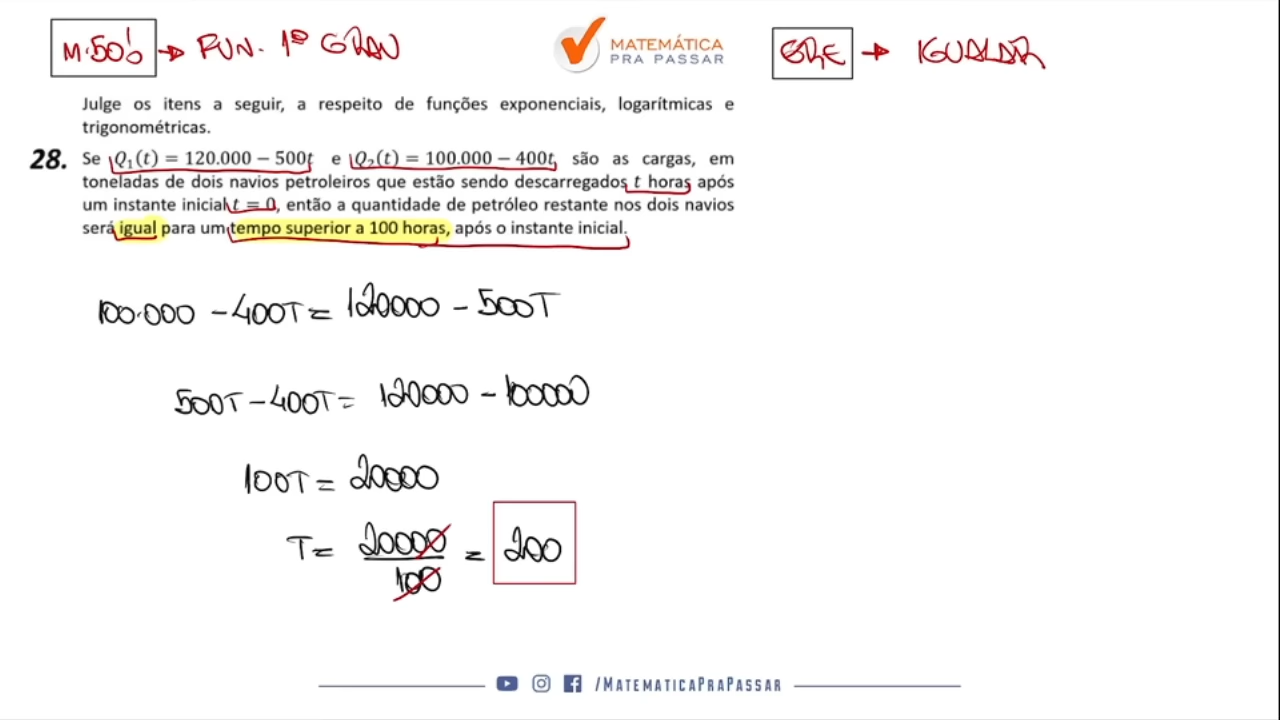 M·50% → FUN. 1º GRAU
MATEMÁTICA
PRA PASSAR
→ IGUALAR
Julge os itens a seguir, a respeito de funções exponenciais, logarítmicas e
trigonométricas.
28. Se Q₁(t) = 120.000 − 500t e Q₂(t) = 100.000 − 400t, são as cargas, em
toneladas de dois navios petroleiros que estão sendo descarregados t horas após
um instante inicial t = 0, então a quantidade de petróleo restante nos dois navios
será igual para um tempo superior a 100 horas, após o instante inicial.
100.000 − 400T = 120000 − 500T
500T − 400T = 120000 − 100000
100T = 20000
T = 20000/100 = 200
/MATEMATICAPRAPASSAR